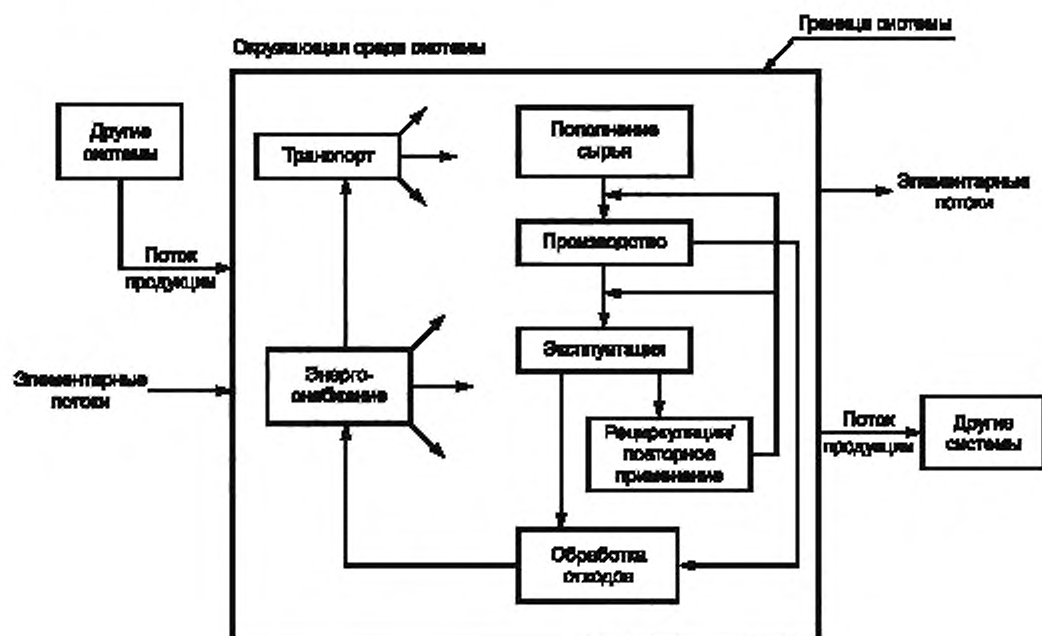 Граница системы
Окружающая среда системы
Другие
системы
Транспорт
Пополнение
сырья
Элементарные
потоки
Производство
Поток
продукции
Эксплуатация
Энерго-
снабжение
Элементарные
потоки
Рециркуляция/
повторное
применение
Поток
продукции
Другие
системы
Обработка
отходов